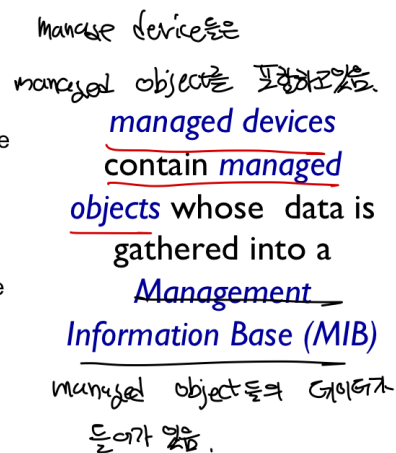 manage device들은
managed object를 포함하고있음.
e
managed devices
contain managed
objects whose data is
gathered into a
e
Management
Information Base (MIB)
managed object들의 데이터가
들어가 있음.